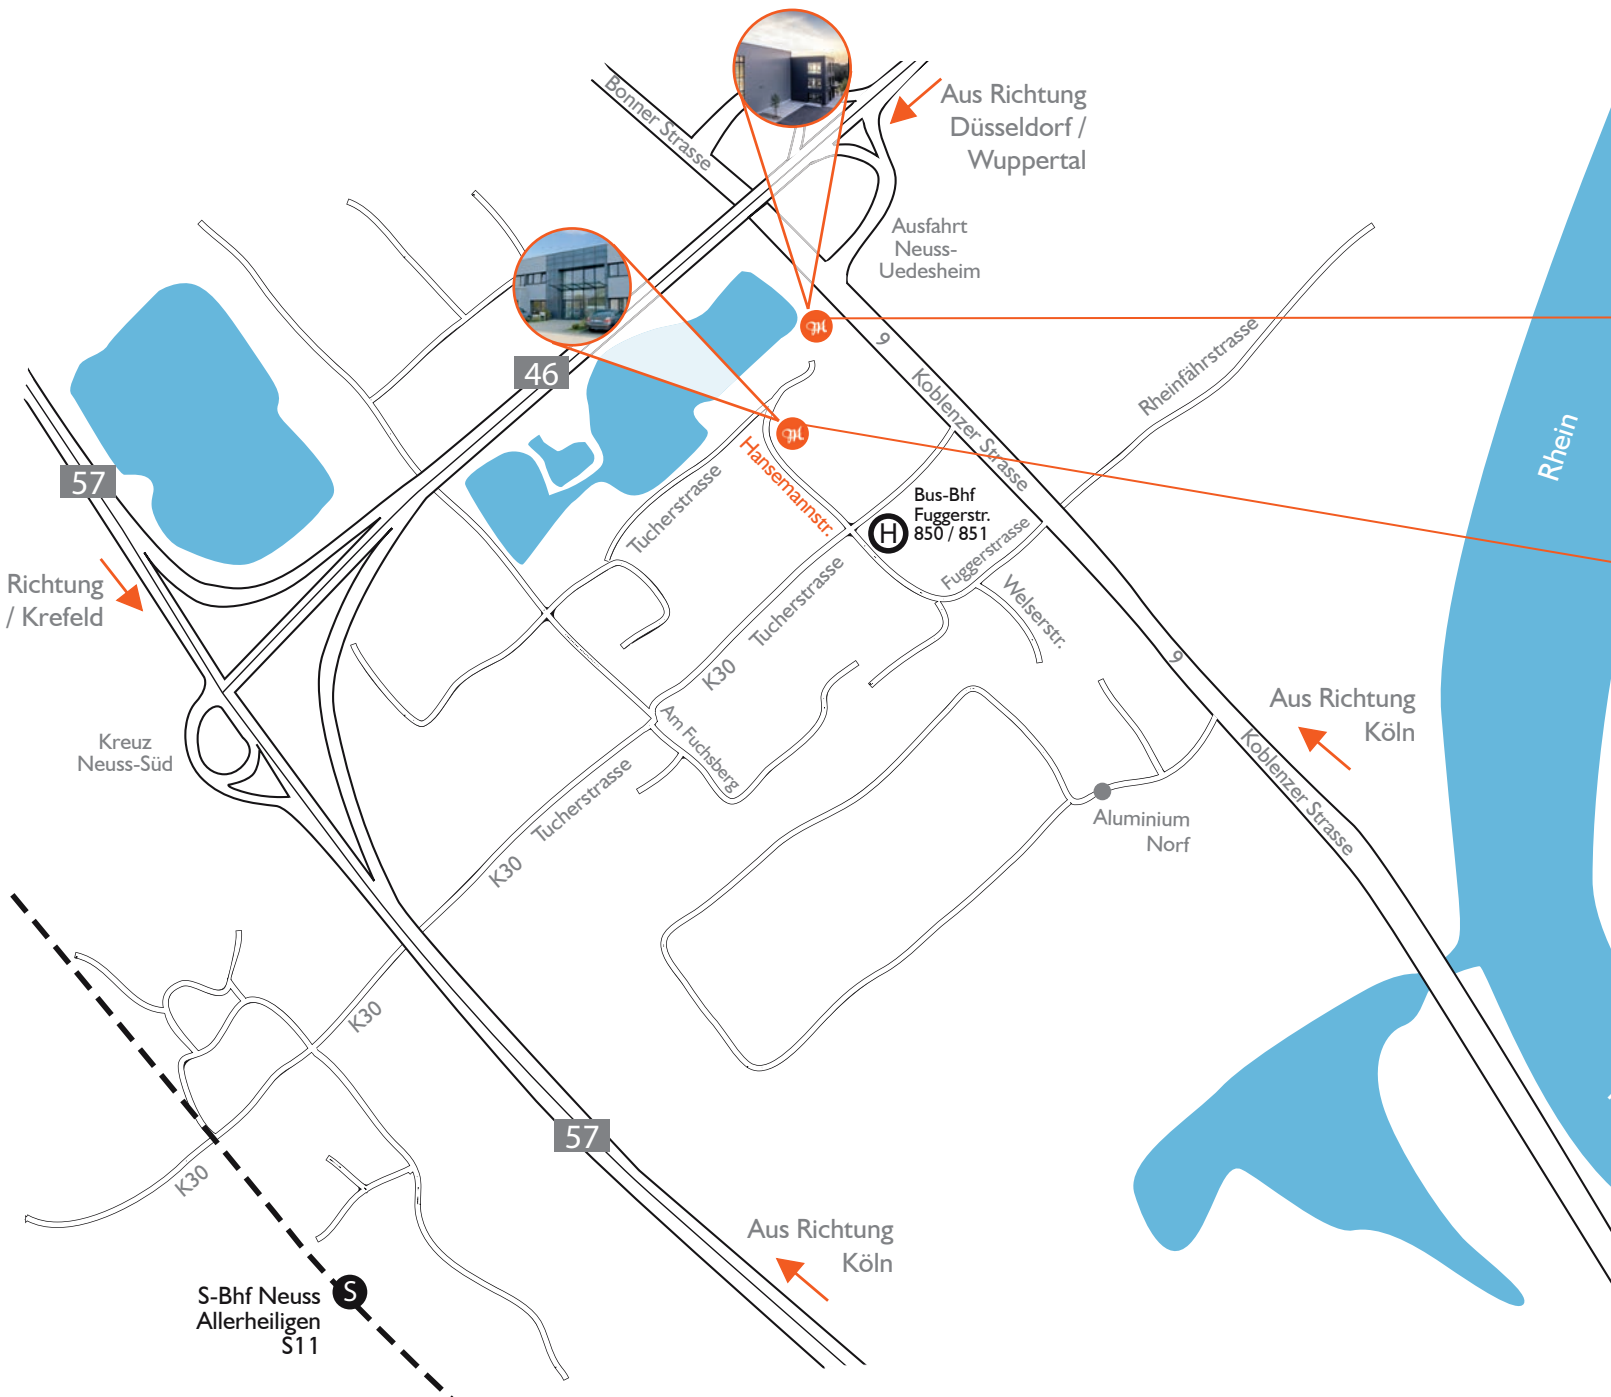 Bonner Strasse
Aus Richtung
Düsseldorf /
Wuppertal
Ausfahrt
Neuss-
Uedesheim
9
46
Koblenzer Strasse
Rheinfährstrasse
Rhein
57
Tucherstrasse
Hansemannstr.
Bus-Bhf
Fuggerstr.
850 / 851
H
Fuggerstrasse
Welserstr.
Richtung
/ Krefeld
Tucherstrasse
K30
9
Aus Richtung
Köln
Kreuz
Neuss-Süd
Am Fuchsberg
Koblenzer Strasse
Tucherstrasse
K30
Aluminium
Norf
K30
57
K30
Aus Richtung
Köln
S-Bhf Neuss
Allerheiligen
S11
S